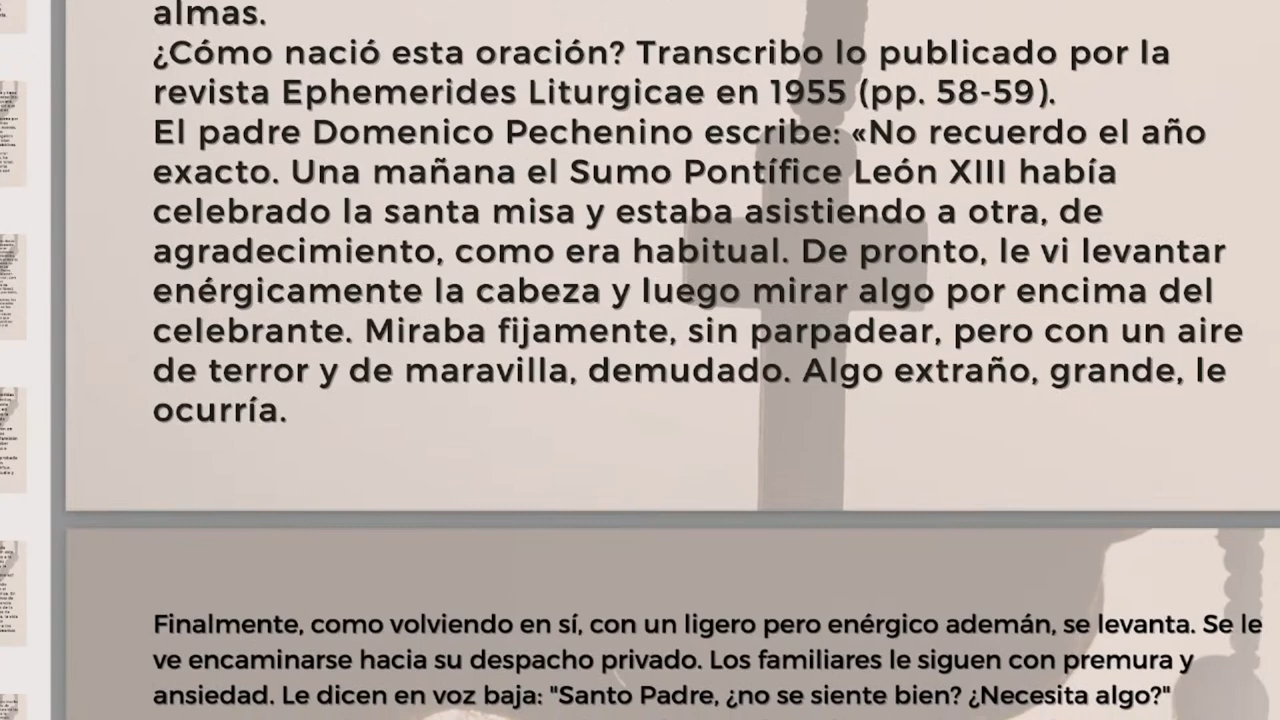 almas.
¿Cómo nació esta oración? Transcribo lo publicado por la
revista Ephemerides Liturgicae en 1955 (pp. 58-59).
El padre Domenico Pechenino escribe: «No recuerdo el año
exacto. Una mañana el Sumo Pontífice León XIII había
celebrado la santa misa y estaba asistiendo a otra, de
agradecimiento, como era habitual. De pronto, le vi levantar
enérgicamente la cabeza y luego mirar algo por encima del
celebrante. Miraba fijamente, sin parpadear, pero con un aire
de terror y de maravilla, demudado. Algo extraño, grande, le
ocurría.
Finalmente, como volviendo en sí, con un ligero pero enérgico ademán, se levanta. Se le
ve encaminarse hacia su despacho privado. Los familiares le siguen con premura y
ansiedad. Le dicen en voz baja: "Santo Padre, ¿no se siente bien? ¿Necesita algo?"